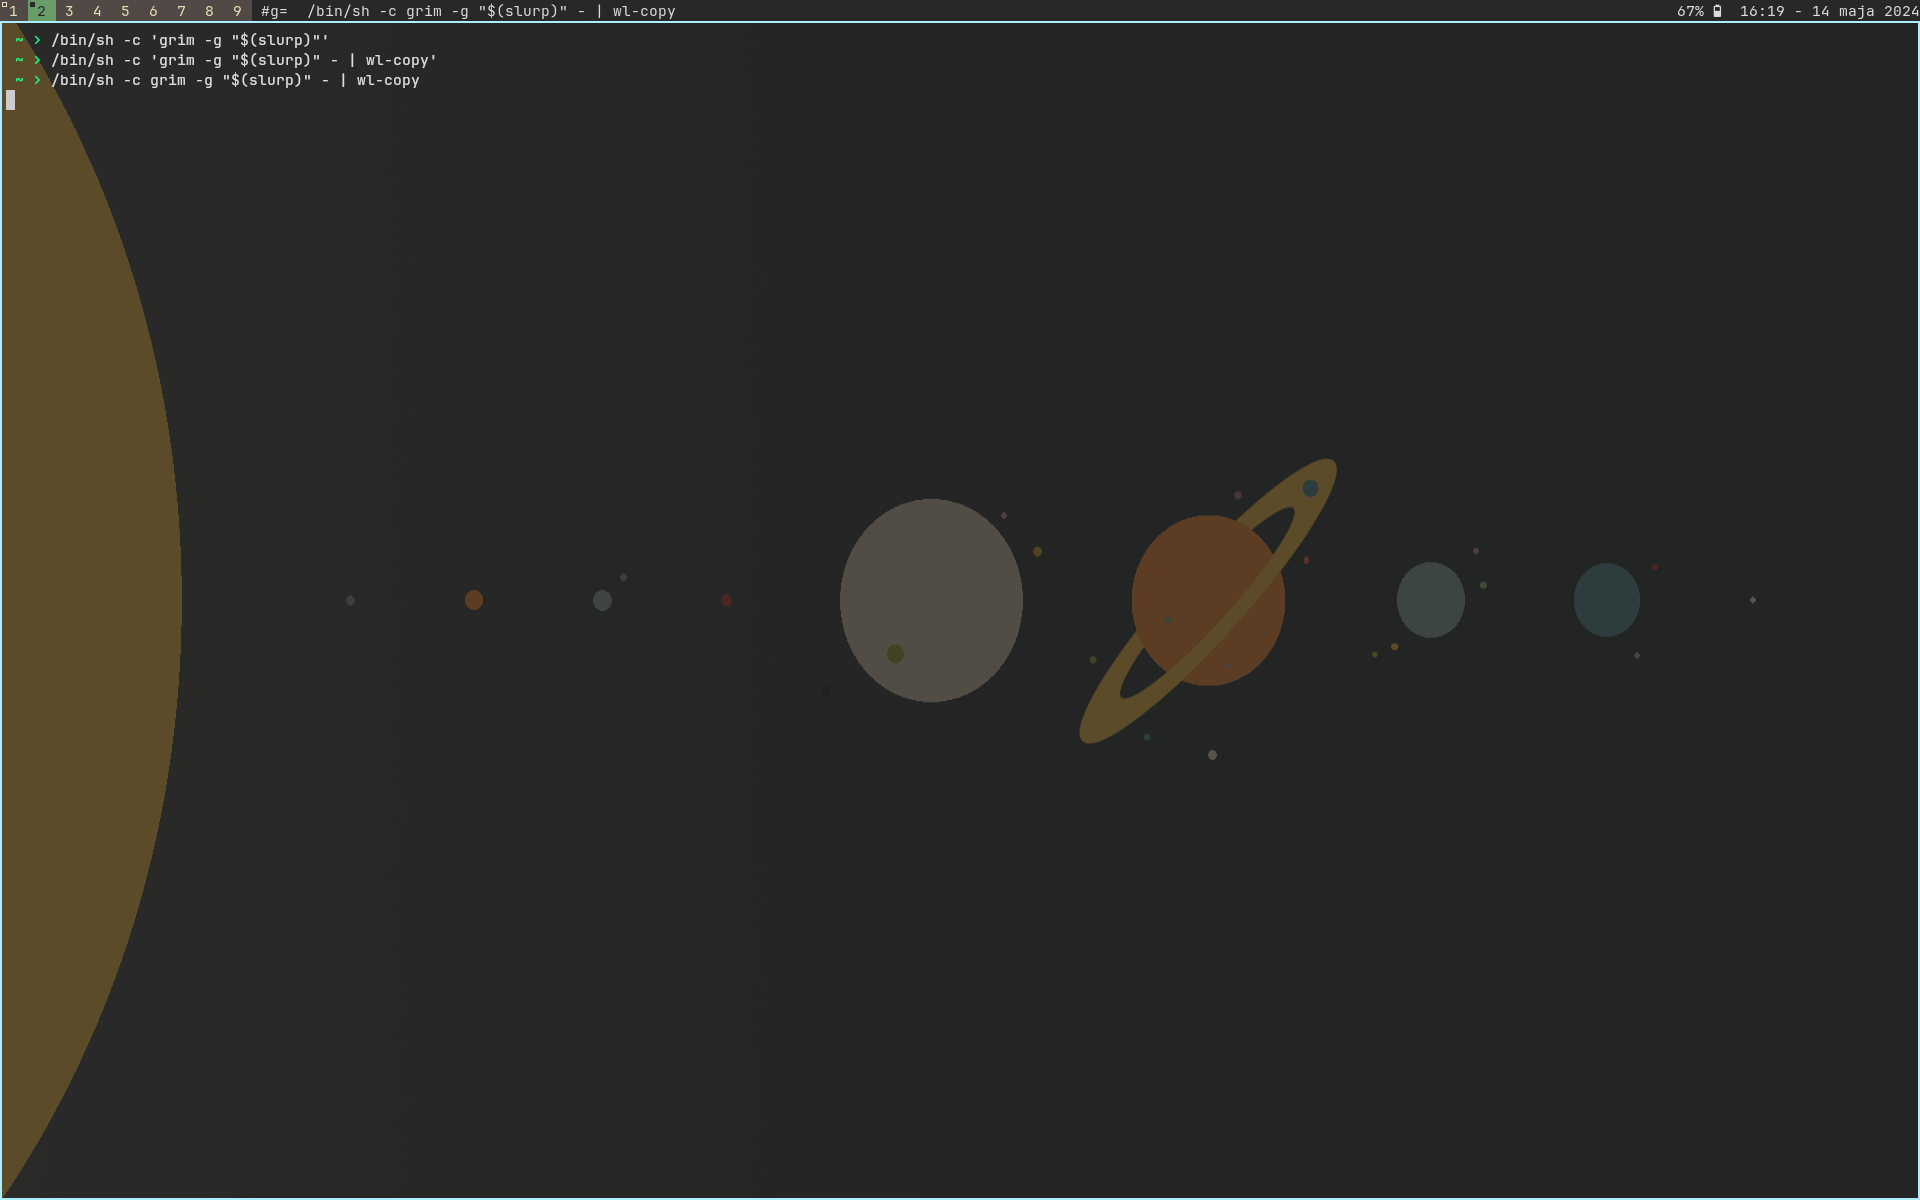 1 2 3 4 5 6 7 8 9 #g= /bin/sh -c grim -g "$(slurp)" - | wl-copy 67% 16:19 - 14 maja 2024
~ > /bin/sh -c 'grim -g "$(slurp)"'
~ > /bin/sh -c 'grim -g "$(slurp)" - | wl-copy'
~ > /bin/sh -c grim -g "$(slurp)" - | wl-copy